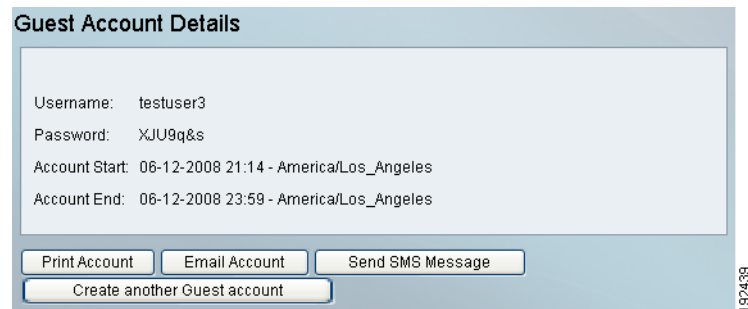 Guest Account Details
Username: testuser3
Password: XJU9q&s
Account Start: 06-12-2008 21:14 - America/Los_Angeles
Account End: 06-12-2008 23:59 - America/Los_Angeles
Print Account Email Account Send SMS Message
Create another Guest account
192439